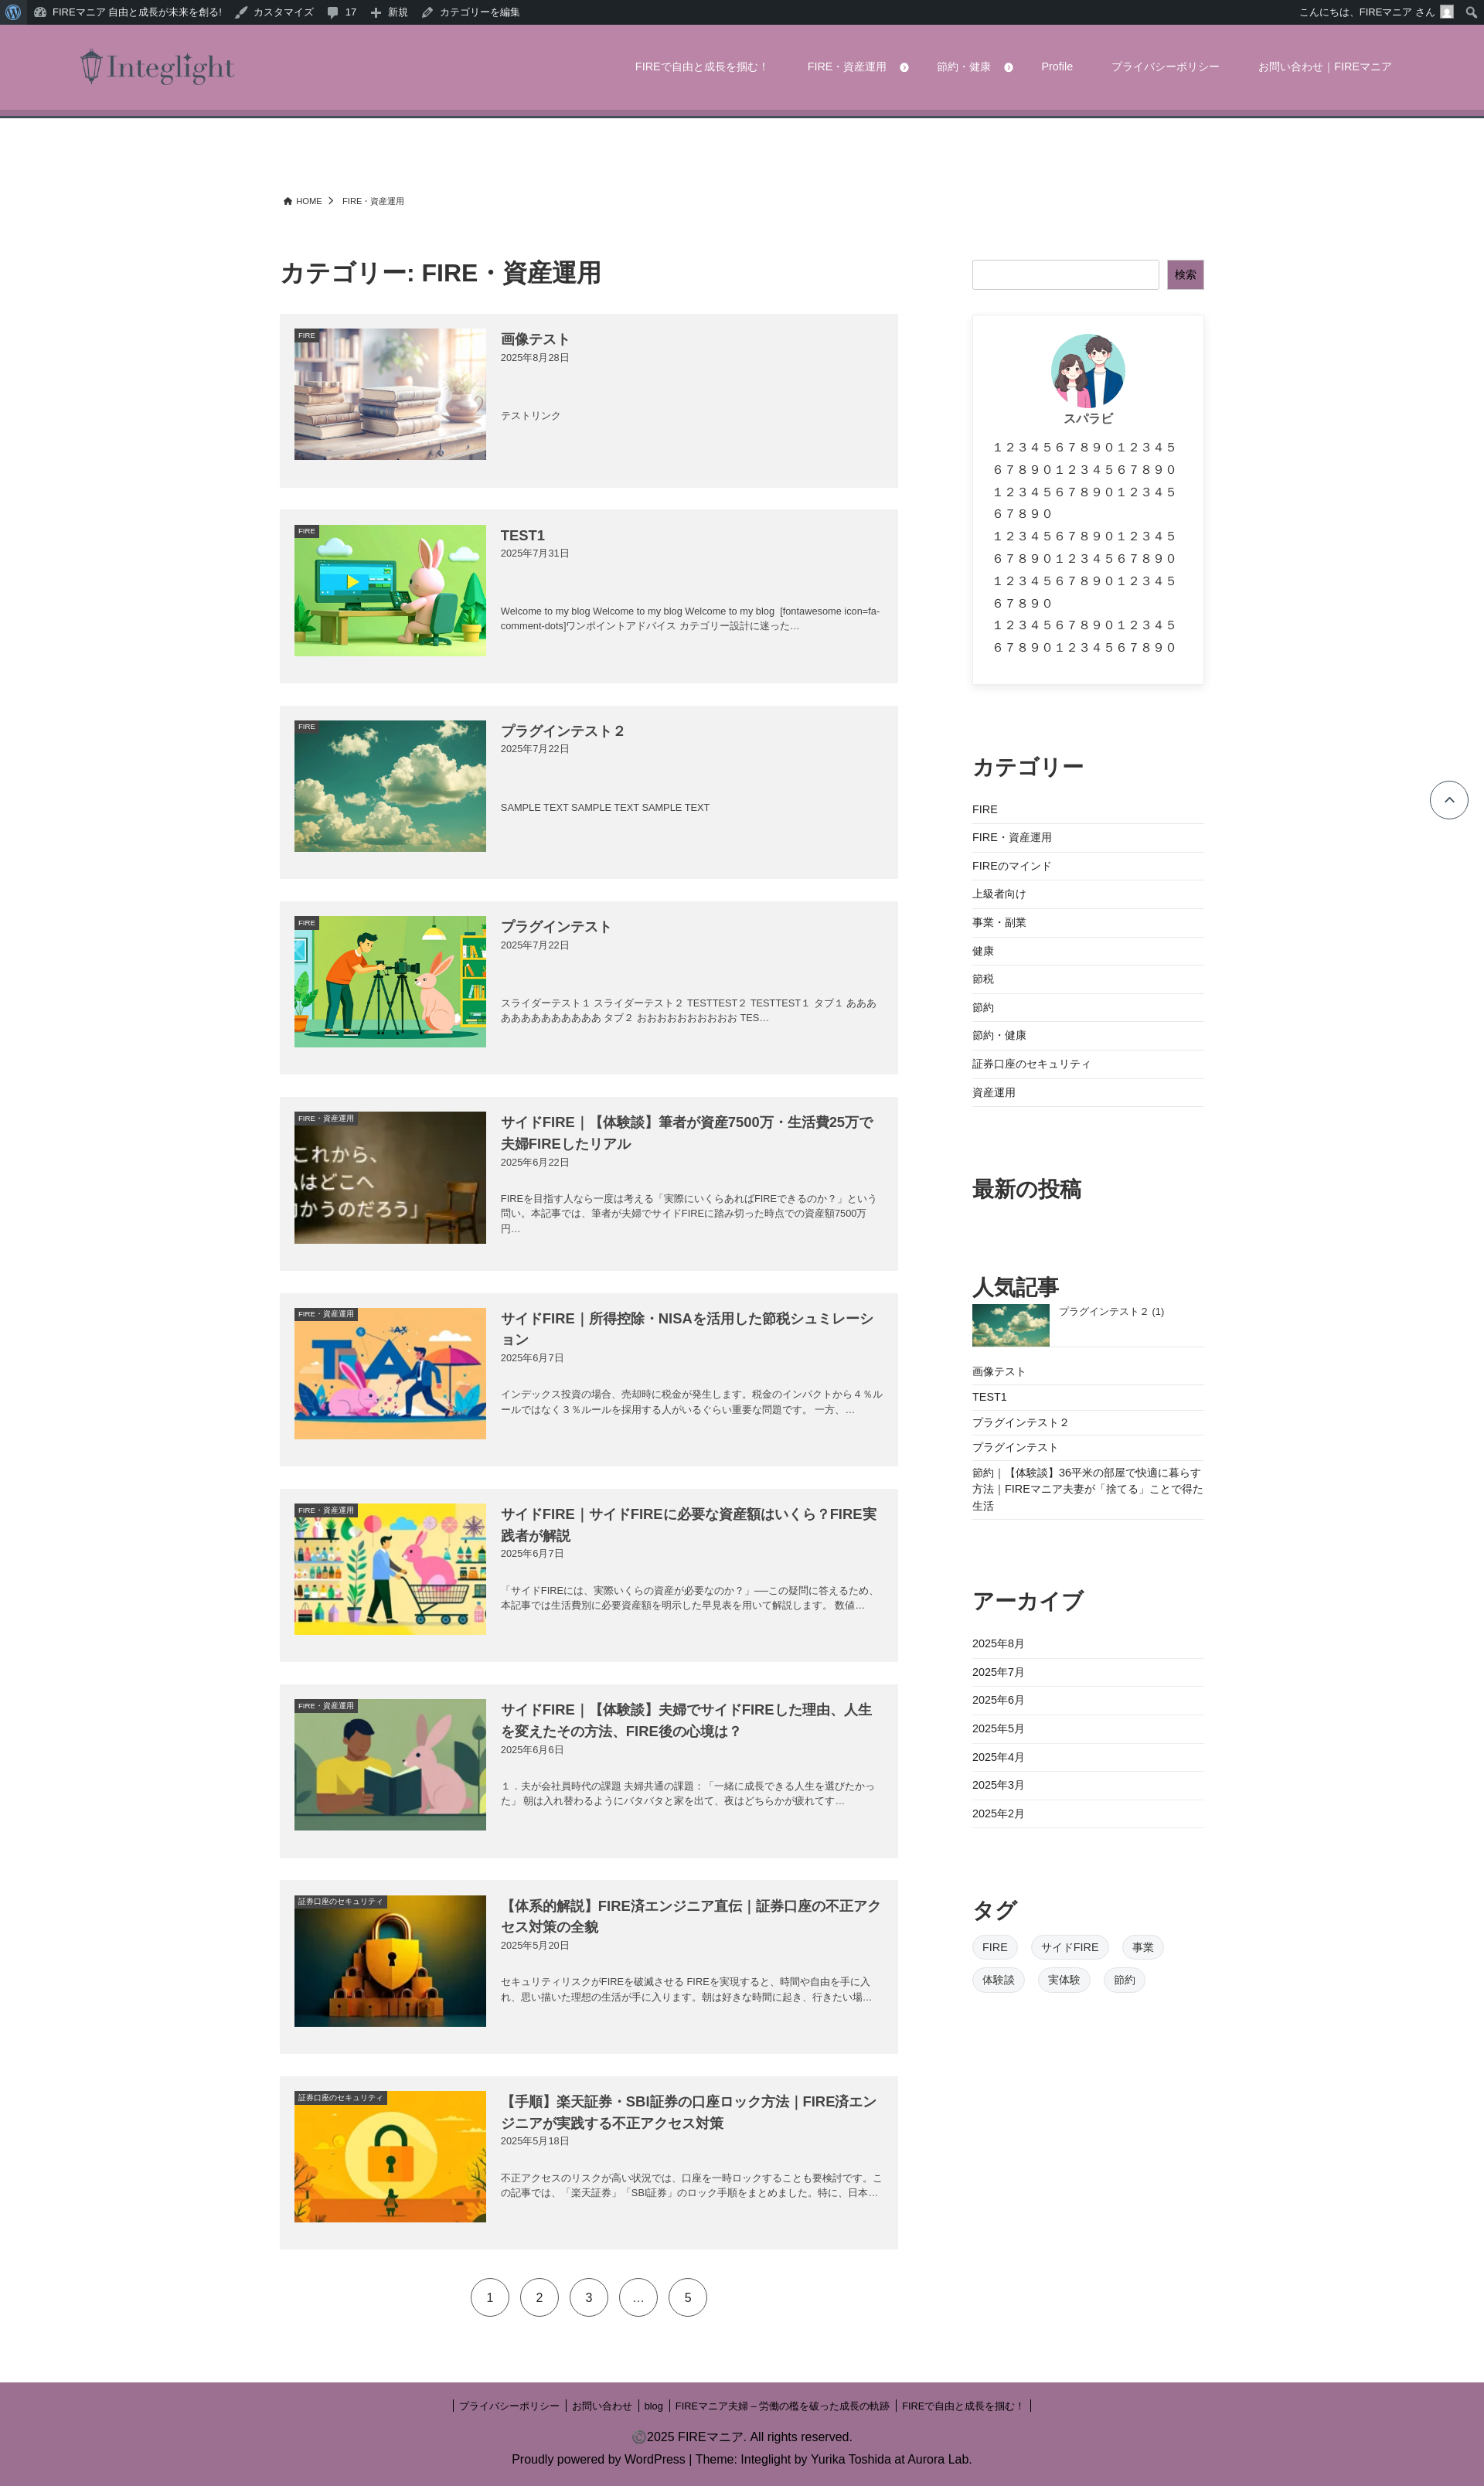 FIREマニア 自由と成長が未来を創る!　カスタマイズ　17　新規　カテゴリーを編集　こんにちは、FIREマニア さん
Integlight　FIREで自由と成長を掴む！　FIRE・資産運用　節約・健康　Profile　プライバシーポリシー　お問い合わせ｜FIREマニア
HOME　FIRE・資産運用
カテゴリー: FIRE・資産運用
FIRE
画像テスト
2025年8月28日
テストリンク
FIRE
TEST1
2025年7月31日
Welcome to my blog Welcome to my blog Welcome to my blog [fontawesome icon=fa-
comment-dots]ワンポイントアドバイス カテゴリー設計に迷った…
FIRE
プラグインテスト２
2025年7月22日
SAMPLE TEXT SAMPLE TEXT SAMPLE TEXT
FIRE
プラグインテスト
2025年7月22日
スライダーテスト１ スライダーテスト２ TESTTEST２ TESTTEST１ タブ１ あああ
ああああああああああ タブ２ おおおおおおおおおお TES…
FIRE・資産運用
これから、
はどこへ
向かうのだろう」
サイドFIRE｜【体験談】筆者が資産7500万・生活費25万で
夫婦FIREしたリアル
2025年6月22日
FIREを目指す人なら一度は考える「実際にいくらあればFIREできるのか？」という
問い。本記事では、筆者が夫婦でサイドFIREに踏み切った時点での資産額7500万
円…
FIRE・資産運用
サイドFIRE｜所得控除・NISAを活用した節税シュミレーシ
ョン
2025年6月7日
インデックス投資の場合、売却時に税金が発生します。税金のインパクトから４％ル
ールではなく３％ルールを採用する人がいるぐらい重要な問題です。 一方、…
FIRE・資産運用
サイドFIRE｜サイドFIREに必要な資産額はいくら？FIRE実
践者が解説
2025年6月7日
「サイドFIREには、実際いくらの資産が必要なのか？」──この疑問に答えるため、
本記事では生活費別に必要資産額を明示した早見表を用いて解説します。 数値…
FIRE・資産運用
サイドFIRE｜【体験談】夫婦でサイドFIREした理由、人生
を変えたその方法、FIRE後の心境は？
2025年6月6日
１．夫が会社員時代の課題 夫婦共通の課題：「一緒に成長できる人生を選びたかっ
た」 朝は入れ替わるようにバタバタと家を出て、夜はどちらかが疲れてす…
証券口座のセキュリティ
【体系的解説】FIRE済エンジニア直伝｜証券口座の不正アク
セス対策の全貌
2025年5月20日
セキュリティリスクがFIREを破滅させる FIREを実現すると、時間や自由を手に入
れ、思い描いた理想の生活が手に入ります。朝は好きな時間に起き、行きたい場…
証券口座のセキュリティ
【手順】楽天証券・SBI証券の口座ロック方法｜FIRE済エン
ジニアが実践する不正アクセス対策
2025年5月18日
不正アクセスのリスクが高い状況では、口座を一時ロックすることも要検討です。こ
の記事では、「楽天証券」「SBI証券」のロック手順をまとめました。特に、日本…
1　2　3　…　5
検索
スパラビ
１２３４５６７８９０１２３４５
６７８９０１２３４５６７８９０
１２３４５６７８９０１２３４５
６７８９０
１２３４５６７８９０１２３４５
６７８９０１２３４５６７８９０
１２３４５６７８９０１２３４５
６７８９０
１２３４５６７８９０１２３４５
６７８９０１２３４５６７８９０
カテゴリー
FIRE
FIRE・資産運用
FIREのマインド
上級者向け
事業・副業
健康
節税
節約
節約・健康
証券口座のセキュリティ
資産運用
最新の投稿
人気記事
プラグインテスト２ (1)
画像テスト
TEST1
プラグインテスト２
プラグインテスト
節約｜【体験談】36平米の部屋で快適に暮らす
方法｜FIREマニア夫妻が「捨てる」ことで得た
生活
アーカイブ
2025年8月
2025年7月
2025年6月
2025年5月
2025年4月
2025年3月
2025年2月
タグ
FIRE　サイドFIRE　事業
体験談　実体験　節約
プライバシーポリシー　お問い合わせ　blog　FIREマニア夫婦 – 労働の檻を破った成長の軌跡　FIREで自由と成長を掴む！
©2025 FIREマニア. All rights reserved.
Proudly powered by WordPress | Theme: Integlight by Yurika Toshida at Aurora Lab.